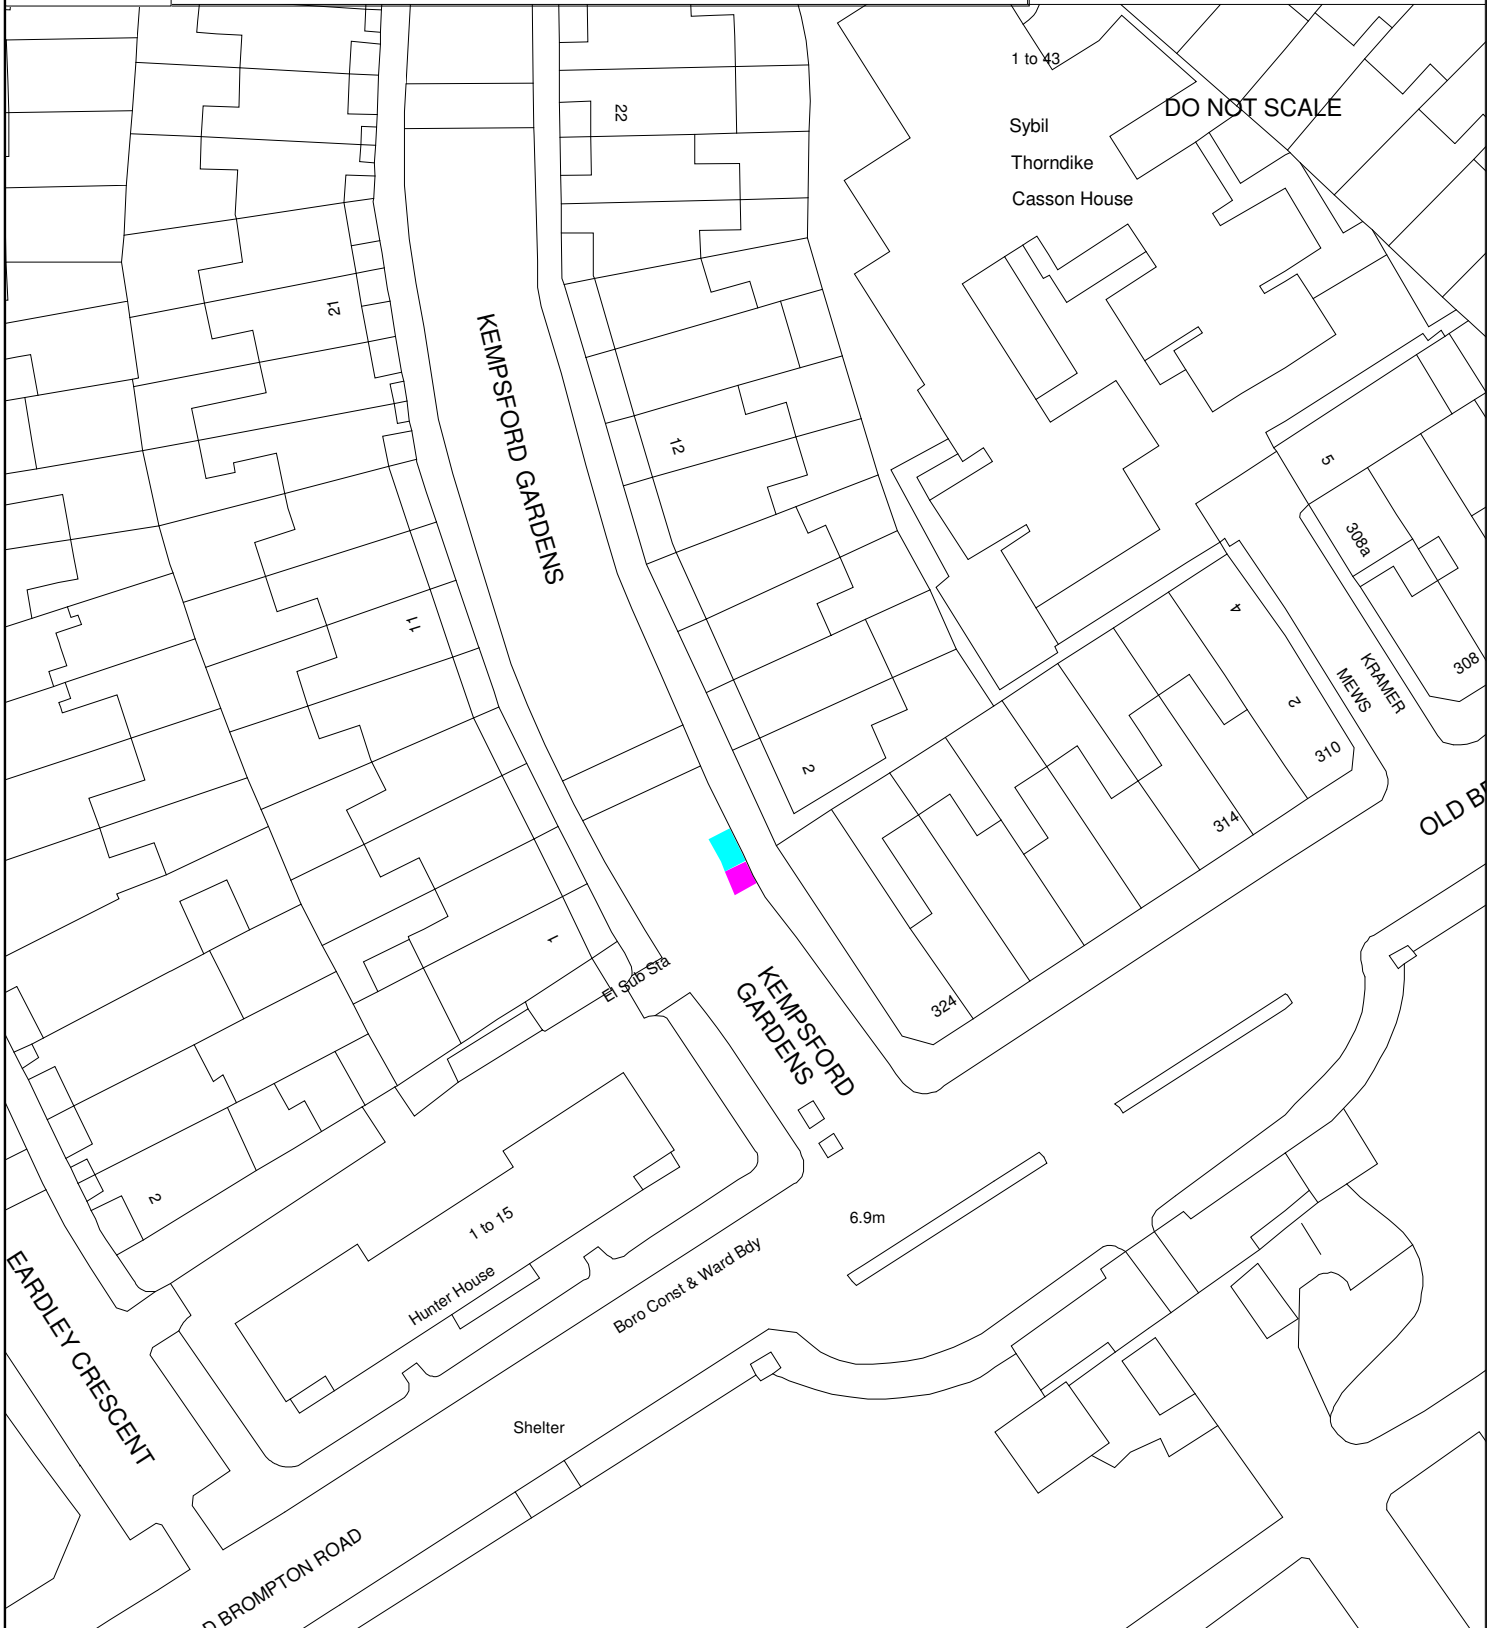 1 to 43
DO NOT SCALE
22
Sybil
Thorndike
Casson House
21
KEMPSFORD GARDENS
12
5
308a
11
4
308
KRAMER
MEWS
2
310
2
OLD B
314
1
El Sub Sta
324
KEMPSFORD
GARDENS
2
1 to 15
6.9m
Hunter House
Boro Const & Ward Bdy
EARDLEY CRESCENT
Shelter
D BROMPTON ROAD